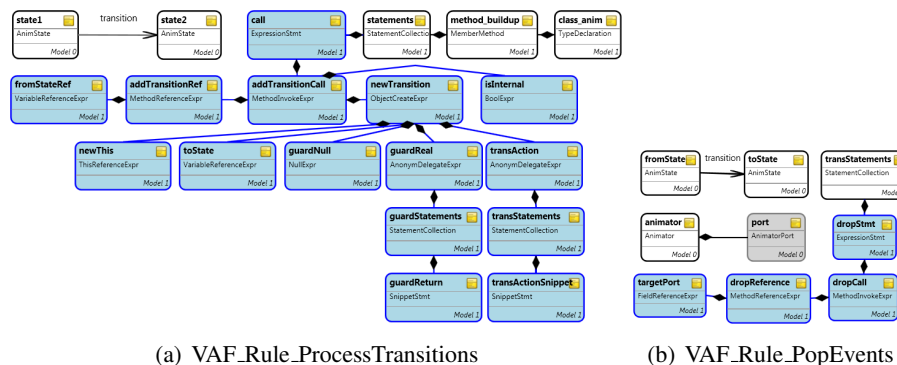 state1
AnimState
Model 0
transition
state2
AnimState
Model 0
call
ExpressionStmt
Model 1
statements
StatementCollectio
Model 1
method_buildup
MemberMethod
Model 1
class_anim
TypeDeclaration
Model 1
fromStateRef
VariableReferenceExpr
Model 1
addTransitionRef
MethodReferenceExpr
Model 1
addTransitionCall
MethodInvokeExpr
Model 1
newTransition
ObjectCreateExpr
Model 1
isInternal
BoolExpr
Model 1
newThis
ThisReferenceExpr
Model 1
toState
VariableReferenceExpr
Model 1
guardNull
NullExpr
Model 1
guardReal
AnonymDelegateExpr
Model 1
transAction
AnonymDelegateExpr
Model 1
guardStatements
StatementCollection
Model 1
transStatements
StatementCollection
Model 1
guardReturn
SnippetStmt
Model 1
transActionSnippet
SnippetStmt
Model 1
(a) VAF_Rule_ProcessTransitions
fromState
AnimState
Model 0
transition
toState
AnimState
Model 0
transStatements
StatementCollection
Model 1
animator
Animator
Model 0
port
AnimatorPort
Model 0
dropStmt
ExpressionStmt
Model 1
targetPort
FieldReferenceExpr
Model 1
dropReference
MethodReferenceExpr
Model 1
dropCall
MethodInvokeExpr
Model 1
(b) VAF_Rule_PopEvents